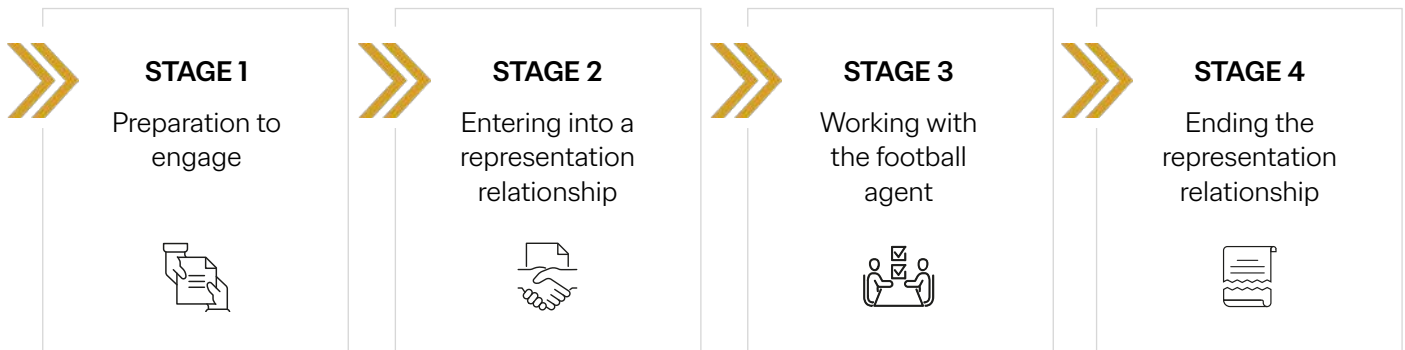 STAGE 1
Preparation to
engage
STAGE 2
Entering into a
representation
relationship
STAGE 3
Working with
the football
agent
STAGE 4
Ending the
representation
relationship